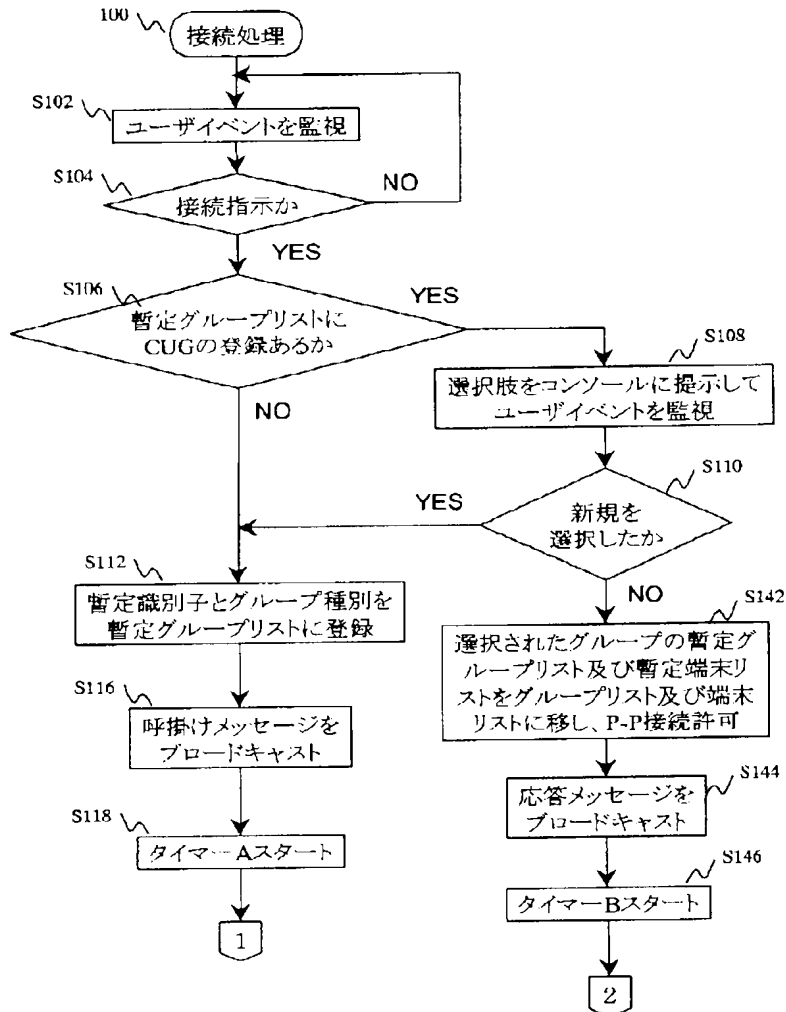 100
接続処理
S102
ユーザイベントを監視
S104
NO
接続指示か
YES
S106
YES
暫定グループリストに
CUGの登録あるか
S108
選択肢をコンソールに提示して
ユーザイベントを監視
NO
S110
YES
新規を
選択したか
S112
暫定識別子とグループ種別を
暫定グループリストに登録
NO
S142
選択されたグループの暫定グ
ループリスト及び暫定端末リ
ストをグループリスト及び端末
リストに移し、P-P接続許可
S116
呼掛けメッセージを
ブロードキャスト
S144
応答メッセージを
ブロードキャスト
S118
タイマーAスタート
S146
タイマーBスタート
1
2